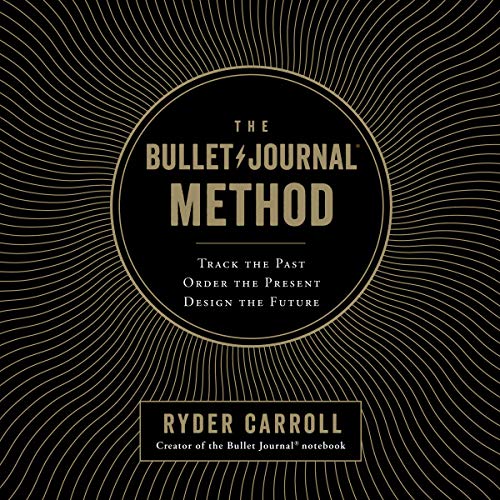 THE
BULLET⚡JOURNAL®
METHOD
TRACK THE PAST
ORDER THE PRESENT
DESIGN THE FUTURE
RYDER CARROLL
Creator of the Bullet Journal® notebook